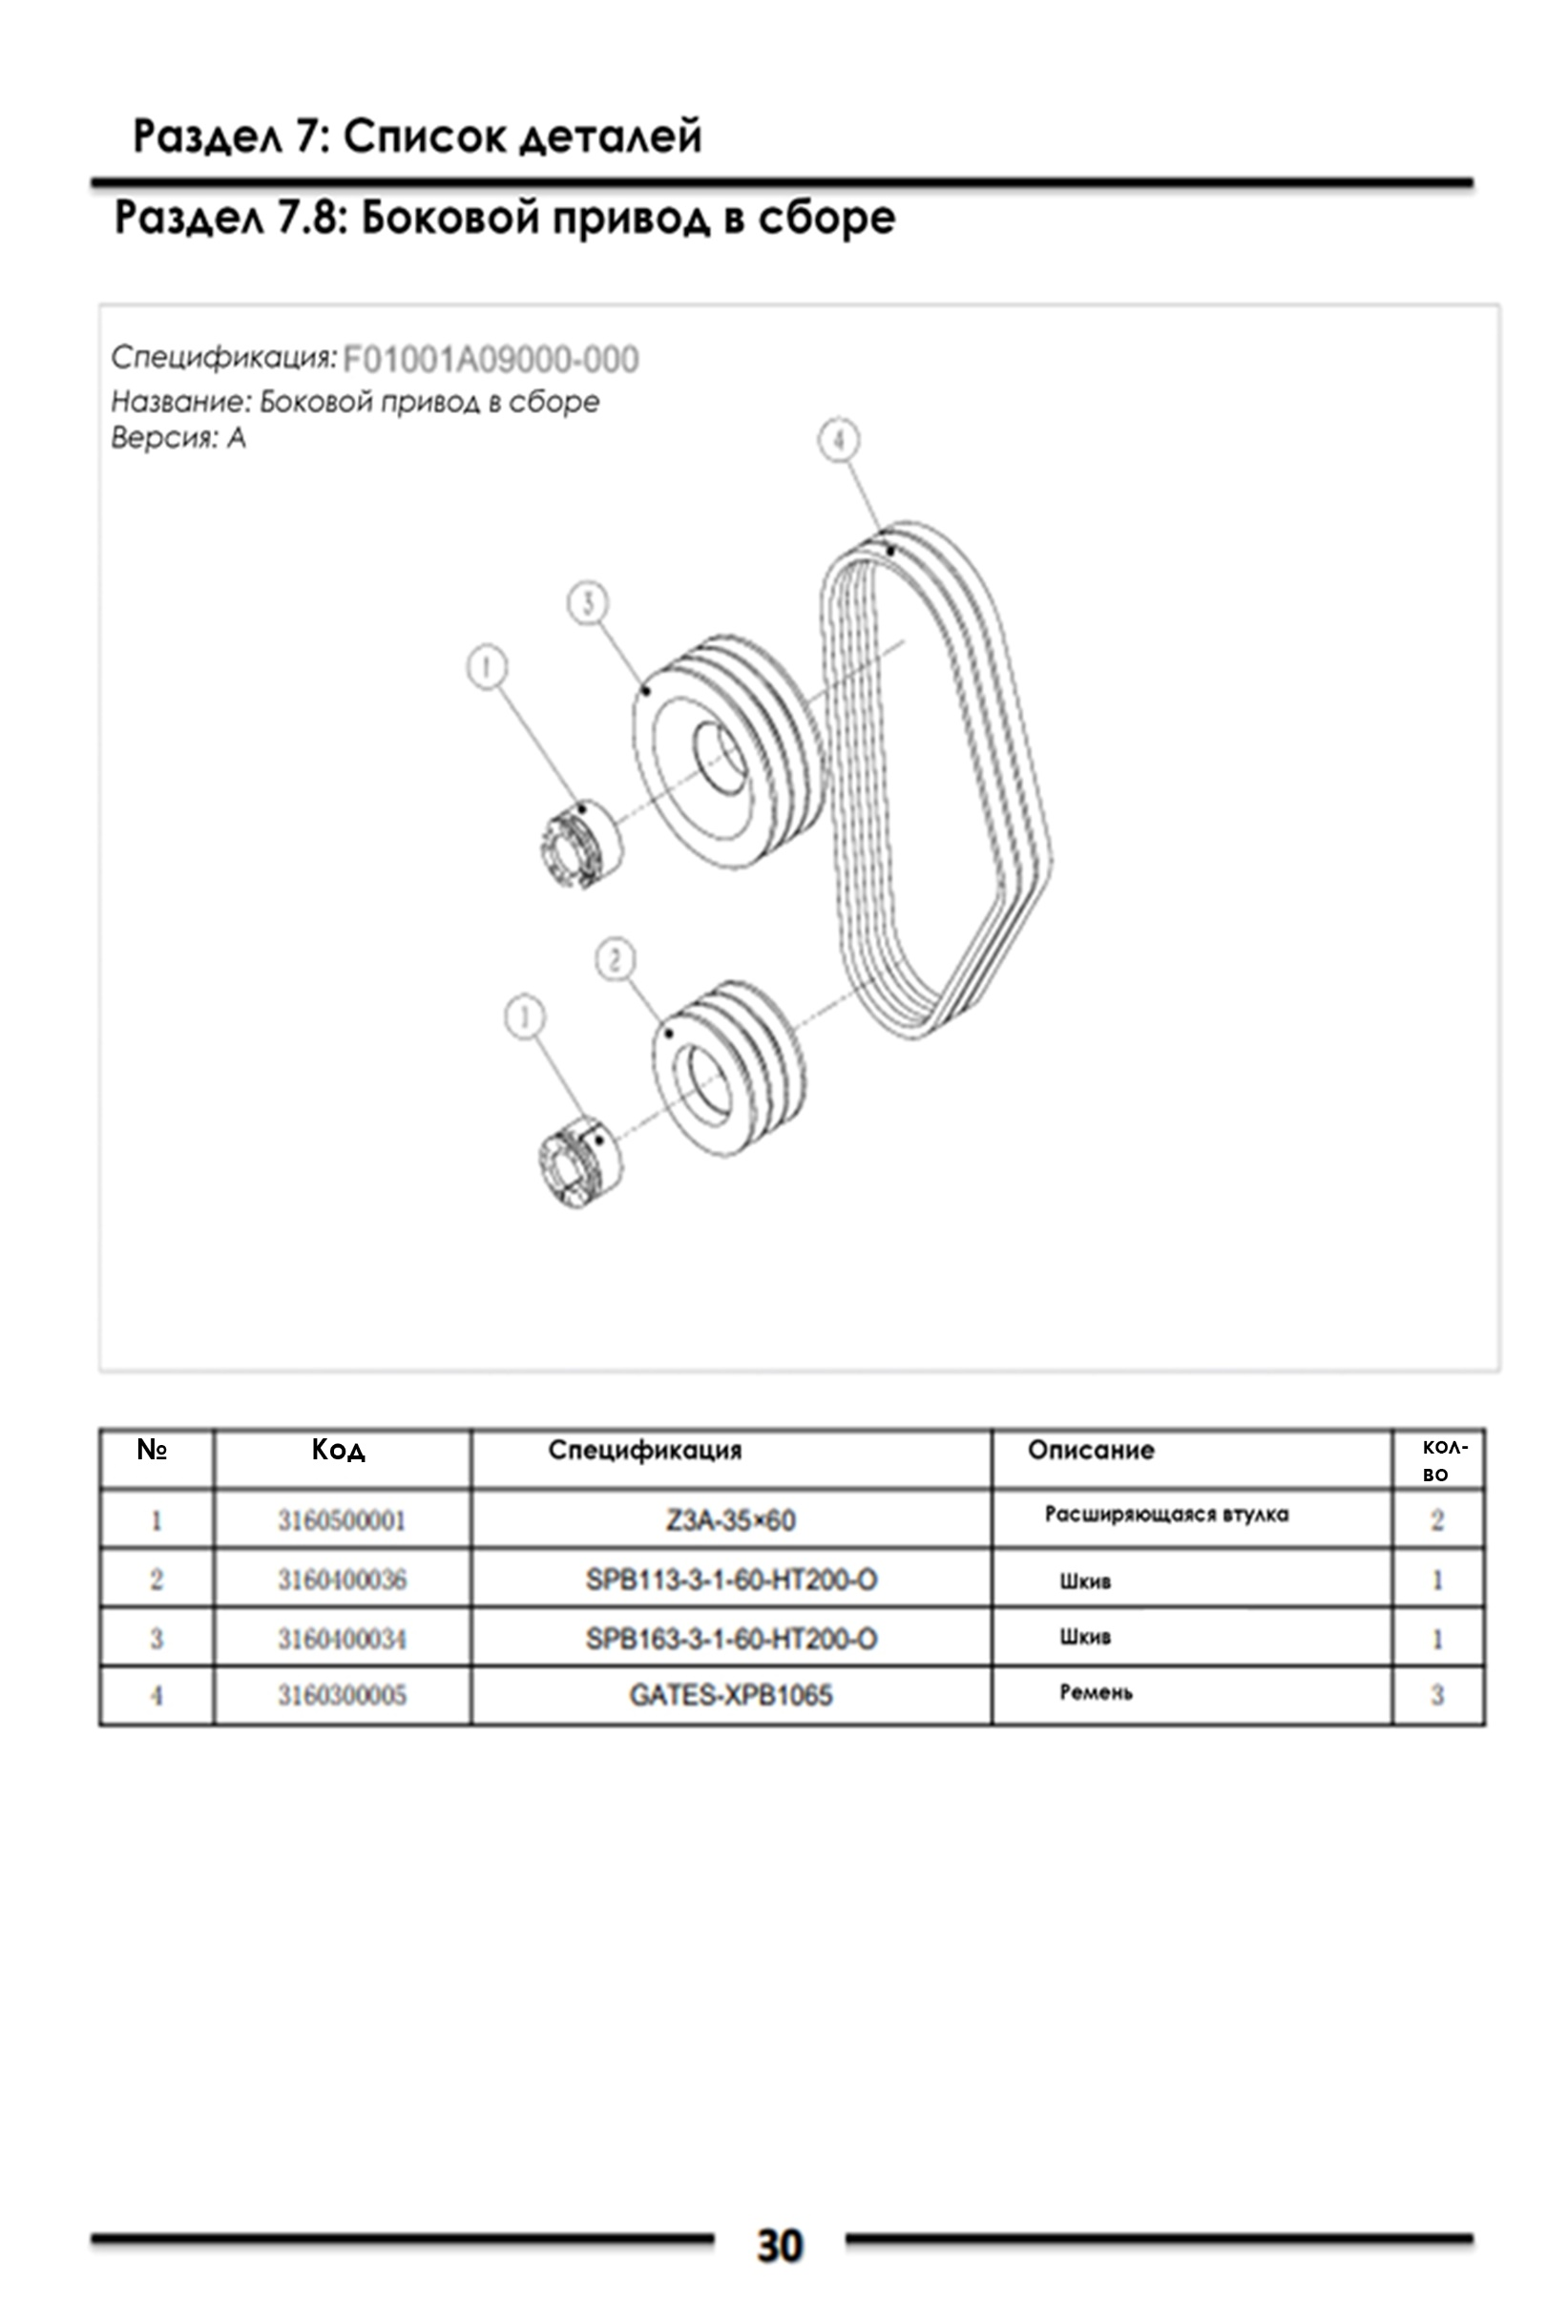 Раздел 7: Список деталей
Раздел 7.8: Боковой привод в сборе
Спецификация: F01001A09000-000
Название: Боковой привод в сборе
Версия: А
4
3
1
2
1
№ Код Спецификация Описание кол-
во
1 3160500001 Z3A-35×60 Расширяющаяся втулка 2
2 3160400036 SPB113-3-1-60-HT200-O Шкив 1
3 3160400034 SPB163-3-1-60-HT200-O Шкив 1
4 3160300005 GATES-XPB1065 Ремень 3
30